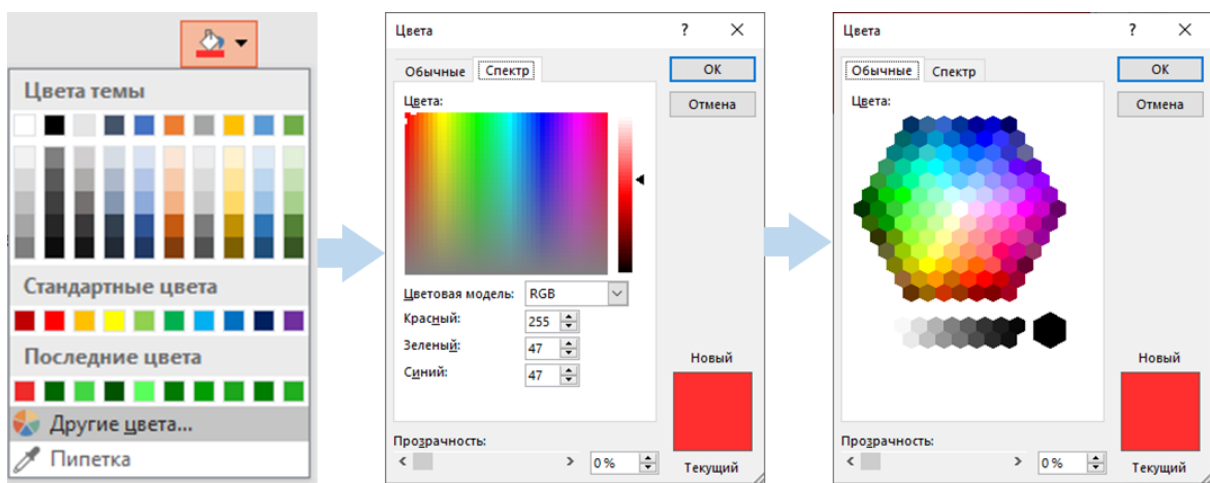 Цвета темы
Стандартные цвета
Последние цвета
Другие цвета...
Пипетка
Цвета
?
Обычные
Спектр
ОК
Отмена
Цвета:
Цветовая модель:
RGB
Красный:
255
Зеленый:
47
Синий:
47
Новый
Прозрачность:
0 %
Текущий
Цвета
?
Обычные
Спектр
ОК
Отмена
Цвета:
Новый
Прозрачность:
0 %
Текущий